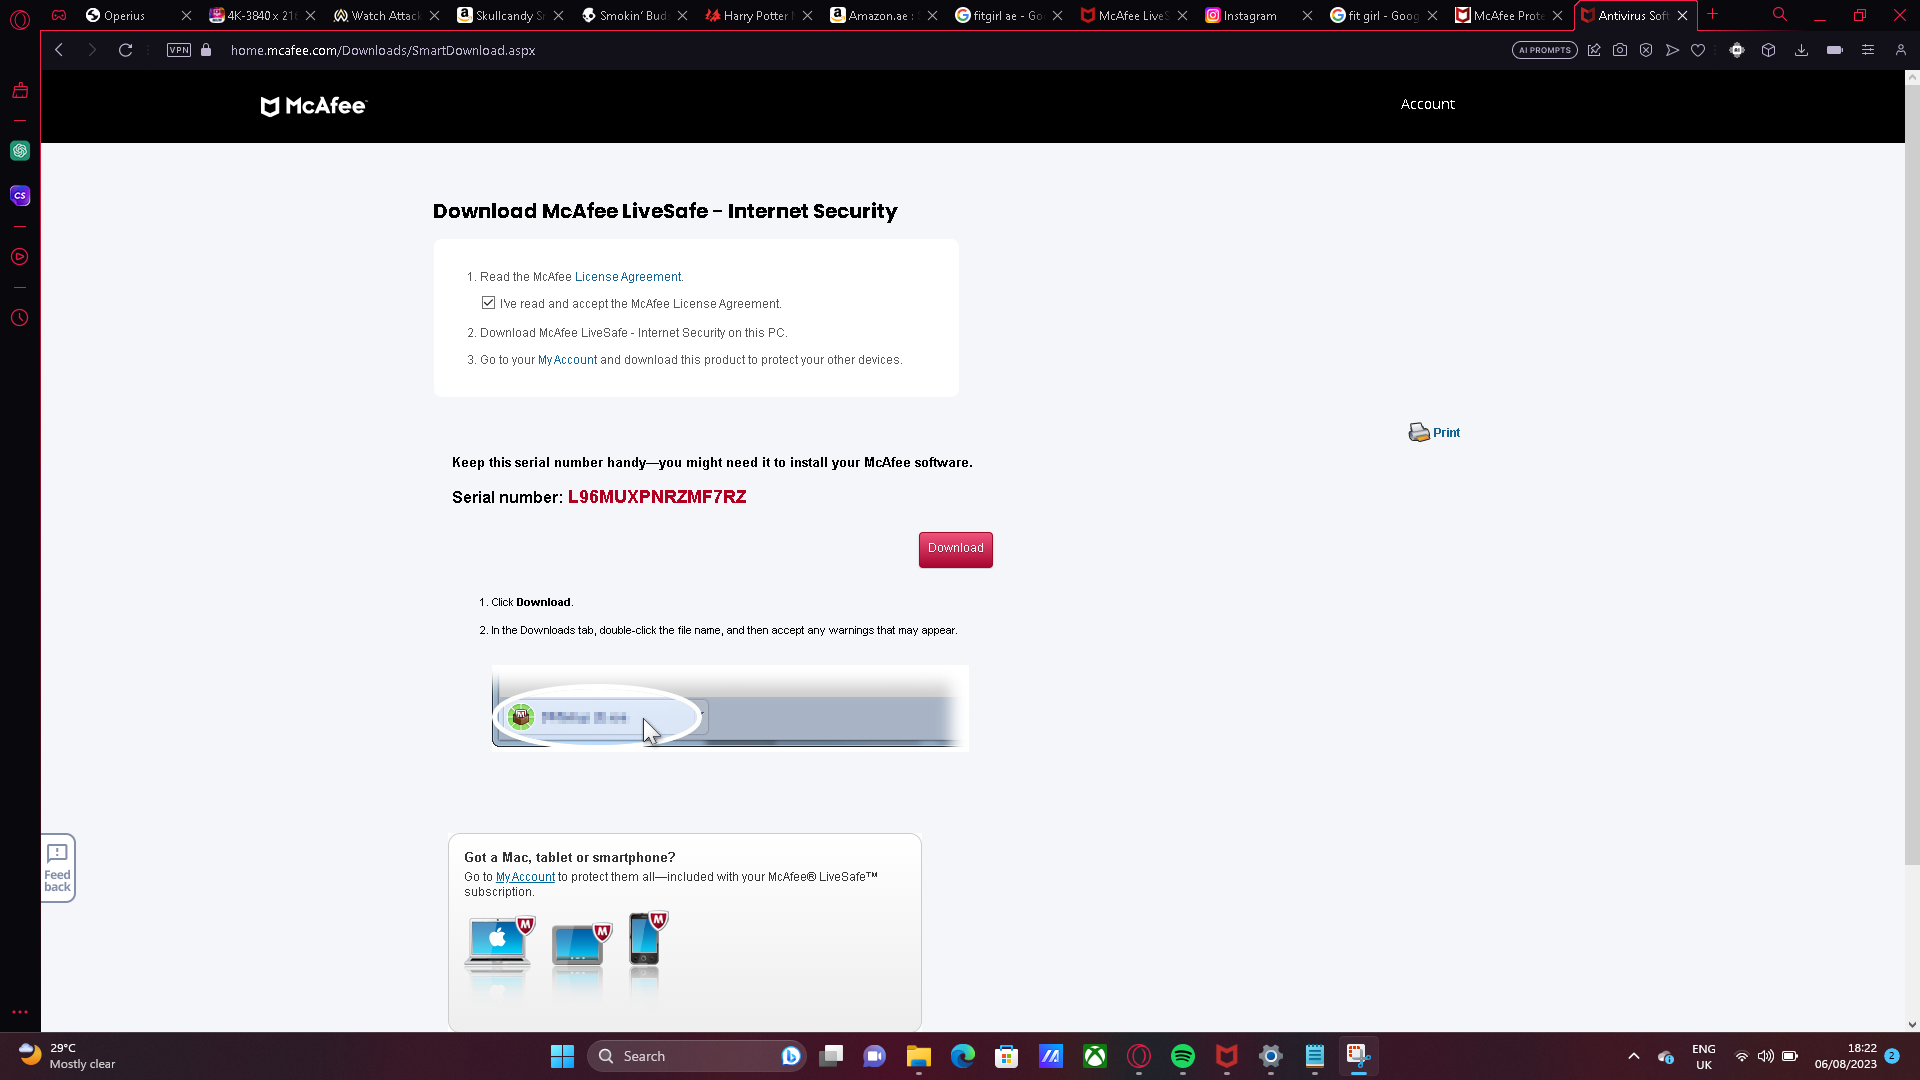 Operius
4K-3840 x 216
Watch Attack
Skullcandy S
Smokin' Bud
Harry Potter
Amazon.ae : S
fitgirl ae - Go
McAfee LiveS
Instagram
fit girl - Goog
McAfee Prote
Antivirus Soft
VPN
home.mcafee.com/Downloads/SmartDownload.aspx
AI PROMPTS
CS
McAfee
Account
Download McAfee LiveSafe - Internet Security
1. Read the McAfee License Agreement.
I've read and accept the McAfee License Agreement.
2. Download McAfee LiveSafe - Internet Security on this PC.
3. Go to your My Account and download this product to protect your other devices.
Print
Keep this serial number handy—you might need it to install your McAfee software.
Serial number: L96MUXPNRZMF7RZ
Download
1. Click Download.
2. In the Downloads tab, double-click the file name, and then accept any warnings that may appear.
Feed
back
Got a Mac, tablet or smartphone?
Go to My Account to protect them all—included with your McAfee® LiveSafe™
subscription.
29°C
Mostly clear
Search
ENG
UK
18:22
06/08/2023
2